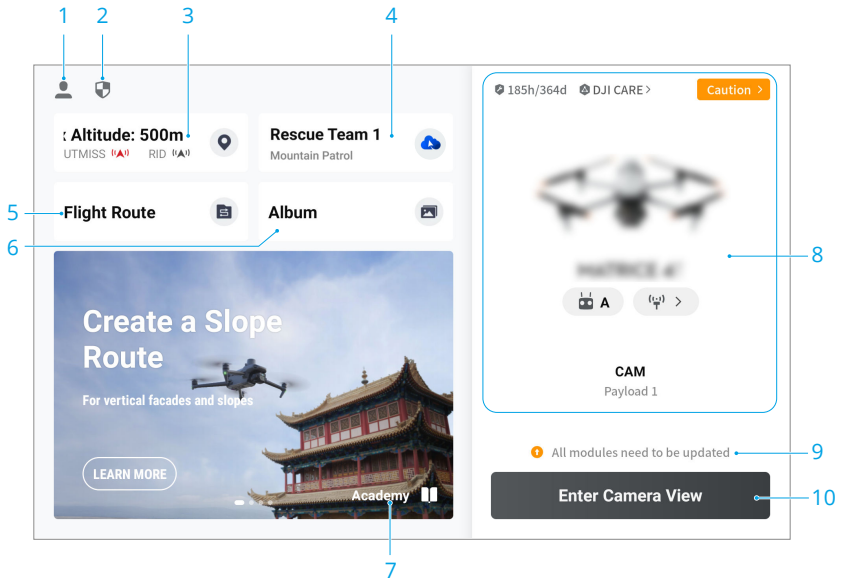 1
2
3
4
185h/364d
DJI CARE
Caution
Altitude: 500m
UTMISS
RID
Rescue Team 1
Mountain Patrol
5
Flight Route
Album
6
8
Create a Slope
Route
For vertical facades and slopes
LEARN MORE
Academy
7
A
CAM
Payload 1
All modules need to be updated
9
Enter Camera View
10